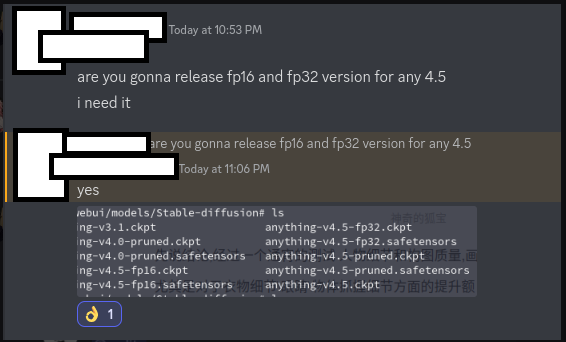 Today at 10:53 PM
are you gonna release fp16 and fp32 version for any 4.5
i need it
are you gonna release fp16 and fp32 version for any 4.5
Today at 11:06 PM
yes
webui/models/Stable-diffusion# ls
ng-v3.1.ckpt anything-v4.5-fp32.ckpt
ng-v4.0-pruned.ckpt anything-v4.5-fp32.safetensors
ng-v4.0-pruned.safetensors anything-v4.5-pruned.ckpt
ng-v4.5-fp16.ckpt anything-v4.5-pruned.safetensors
ng-v4.5-fp16.safetensors anything-v4.5.ckpt
1